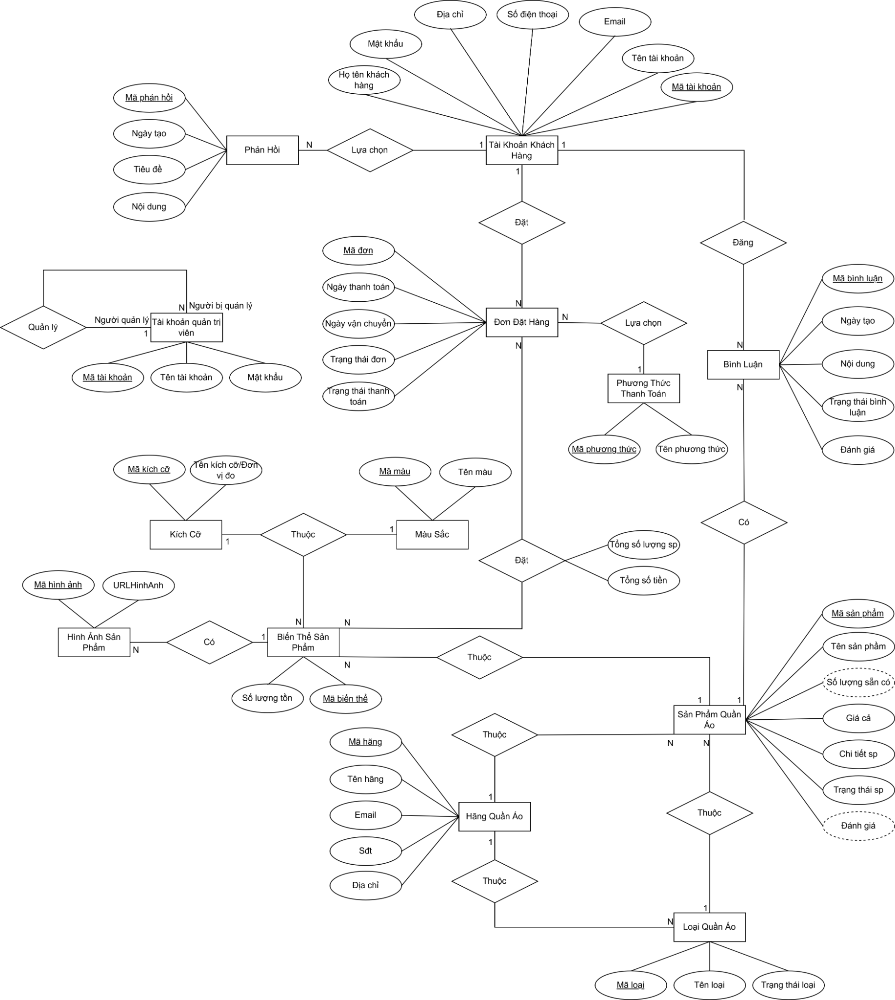 Địa chỉ
Số điện thoại
Email
Mật khẩu
Tên tài khoản
Họ tên khách
hàng
Mã tài khoản
Mã phản hồi
Ngày tạo
Tiêu đề
Nội dung
Phản Hồi
N
Lựa chọn
1
Tài Khoản Khách
Hàng
1
1
Đặt
Đăng
Mã đơn
Ngày thanh toán
Ngày vận chuyển
Trạng thái đơn
Trạng thái thanh
toán
N
Đơn Đặt Hàng
N
N
Lựa chọn
1
Phương Thức
Thanh Toán
Mã phương thức
Tên phương thức
N
Bình Luận
N
Mã bình luận
Ngày tạo
Nội dung
Trạng thái bình
luận
Đánh giá
Quản lý
N
Người bị quản lý
Người quản lý
1
Tài khoản quản trị
viên
Mã tài khoản
Tên tài khoản
Mật khẩu
Mã kích cỡ
Tên kích cỡ/Đơn
vị đo
Mã màu
Tên màu
Kích Cỡ
1
Thuộc
1
Màu Sắc
Có
Đặt
Tổng số lượng sp
Tổng số tiền
Mã hình ảnh
URLHinhAnh
Hình Ảnh Sản
Phẩm
N
Có
1
N
Biến Thể Sản
Phẩm
N
N
Số lượng tồn
Mã biến thể
Thuộc
1
1
Sản Phẩm Quần
Áo
N
N
Mã sản phẩm
Tên sản phầm
Số lượng sẵn có
Giá cả
Chi tiết sp
Trạng thái sp
Đánh giá
Thuộc
Mã hãng
Tên hãng
Email
Sđt
Địa chỉ
1
Hãng Quần Áo
1
Thuộc
Thuộc
1
N
Loại Quần Áo
Mã loại
Tên loại
Trạng thái loại